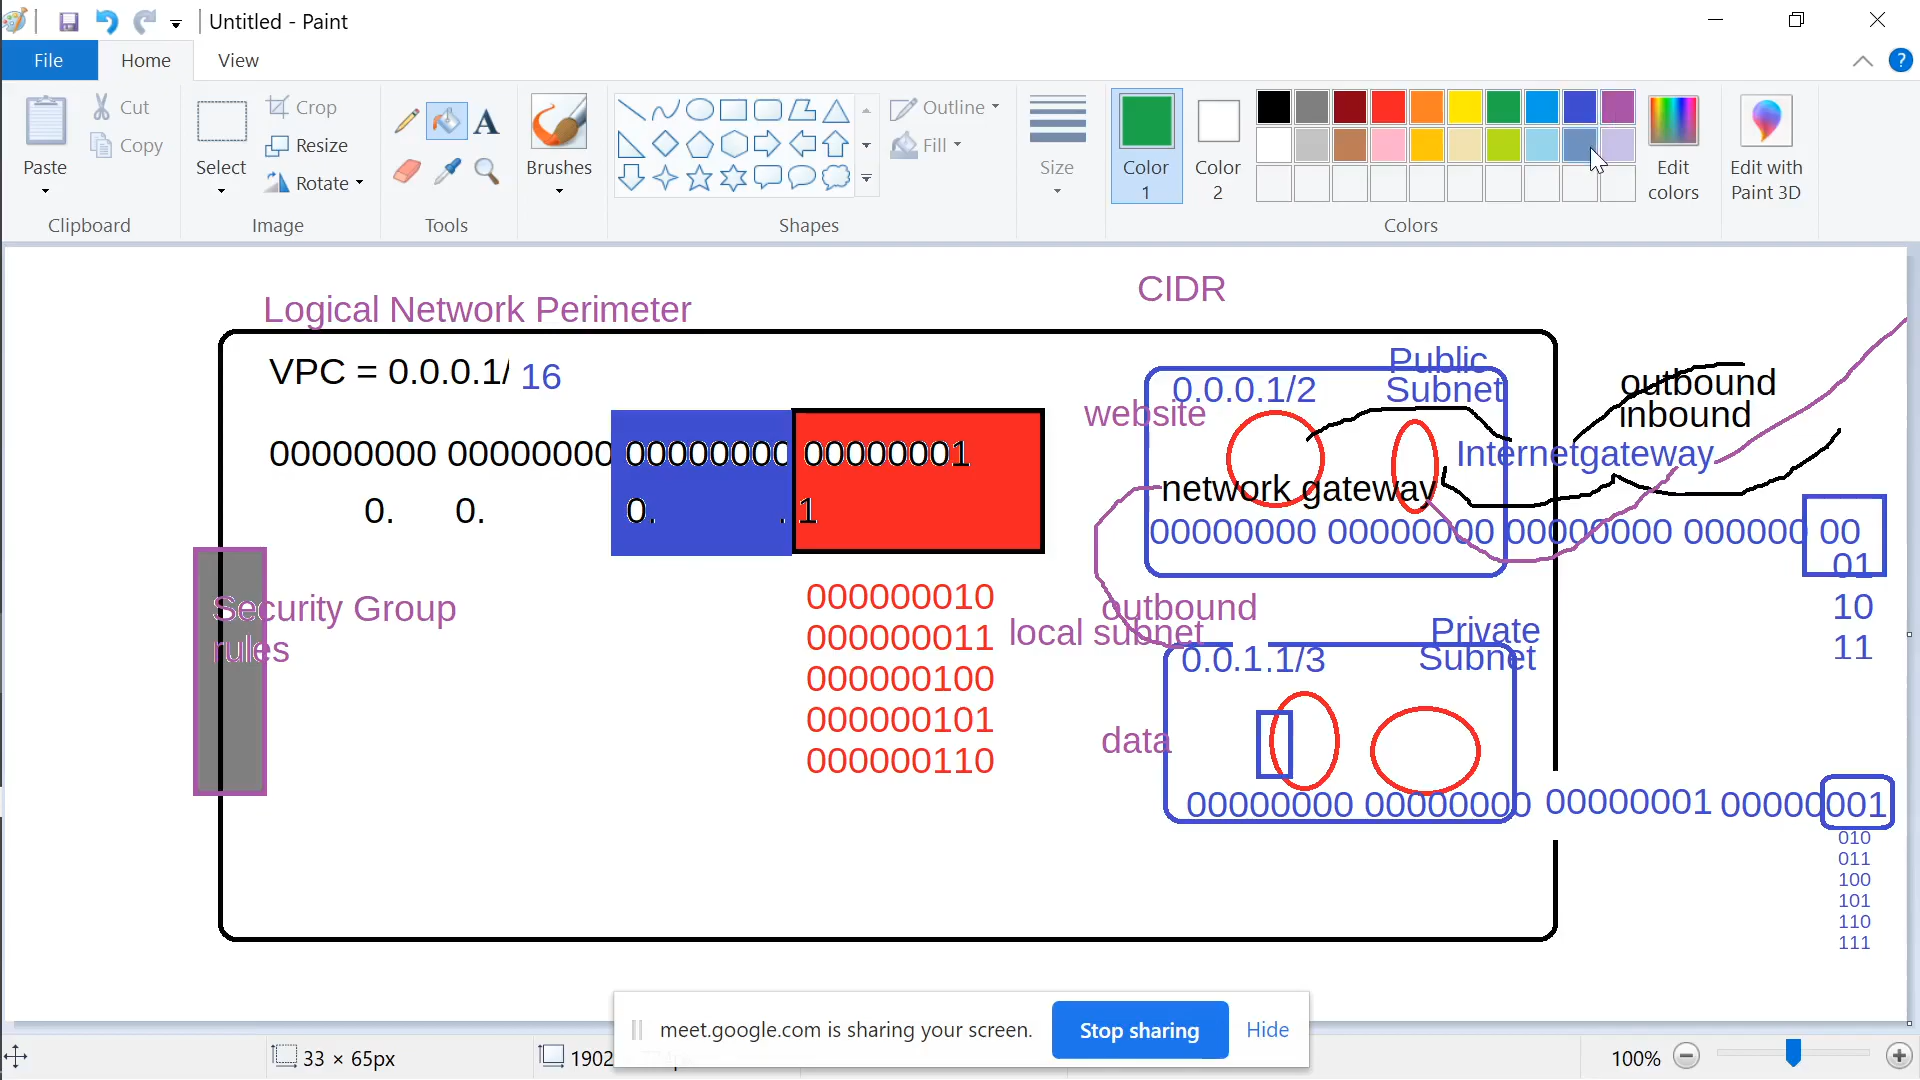 Untitled - Paint
File
Home
View
Paste
Cut
Copy
Clipboard
Select
Crop
Resize
Rotate
Image
Tools
Brushes
Shapes
Outline
Fill
Size
Color 1
Color 2
Edit colors
Edit with Paint 3D
Colors
Logical Network Perimeter
CIDR
VPC = 0.0.0.1/ 16
00000000 00000000 00000000 00000001
0. 0. 0. . 1
000000010
000000011
000000100
000000101
000000110
Security Group
rules
website
0.0.0.1/2
Public
Subnet
network gateway
00000000 00000000 00000000 000000 00
01
10
11
outbound
inbound
Internetgateway
outbound
local subnet
0.0.1.1/3
Private
Subnet
data
00000000 00000000 00000001 00000001
010
011
100
101
110
111
meet.google.com is sharing your screen.
Stop sharing
Hide
33 × 65px
1902
100%